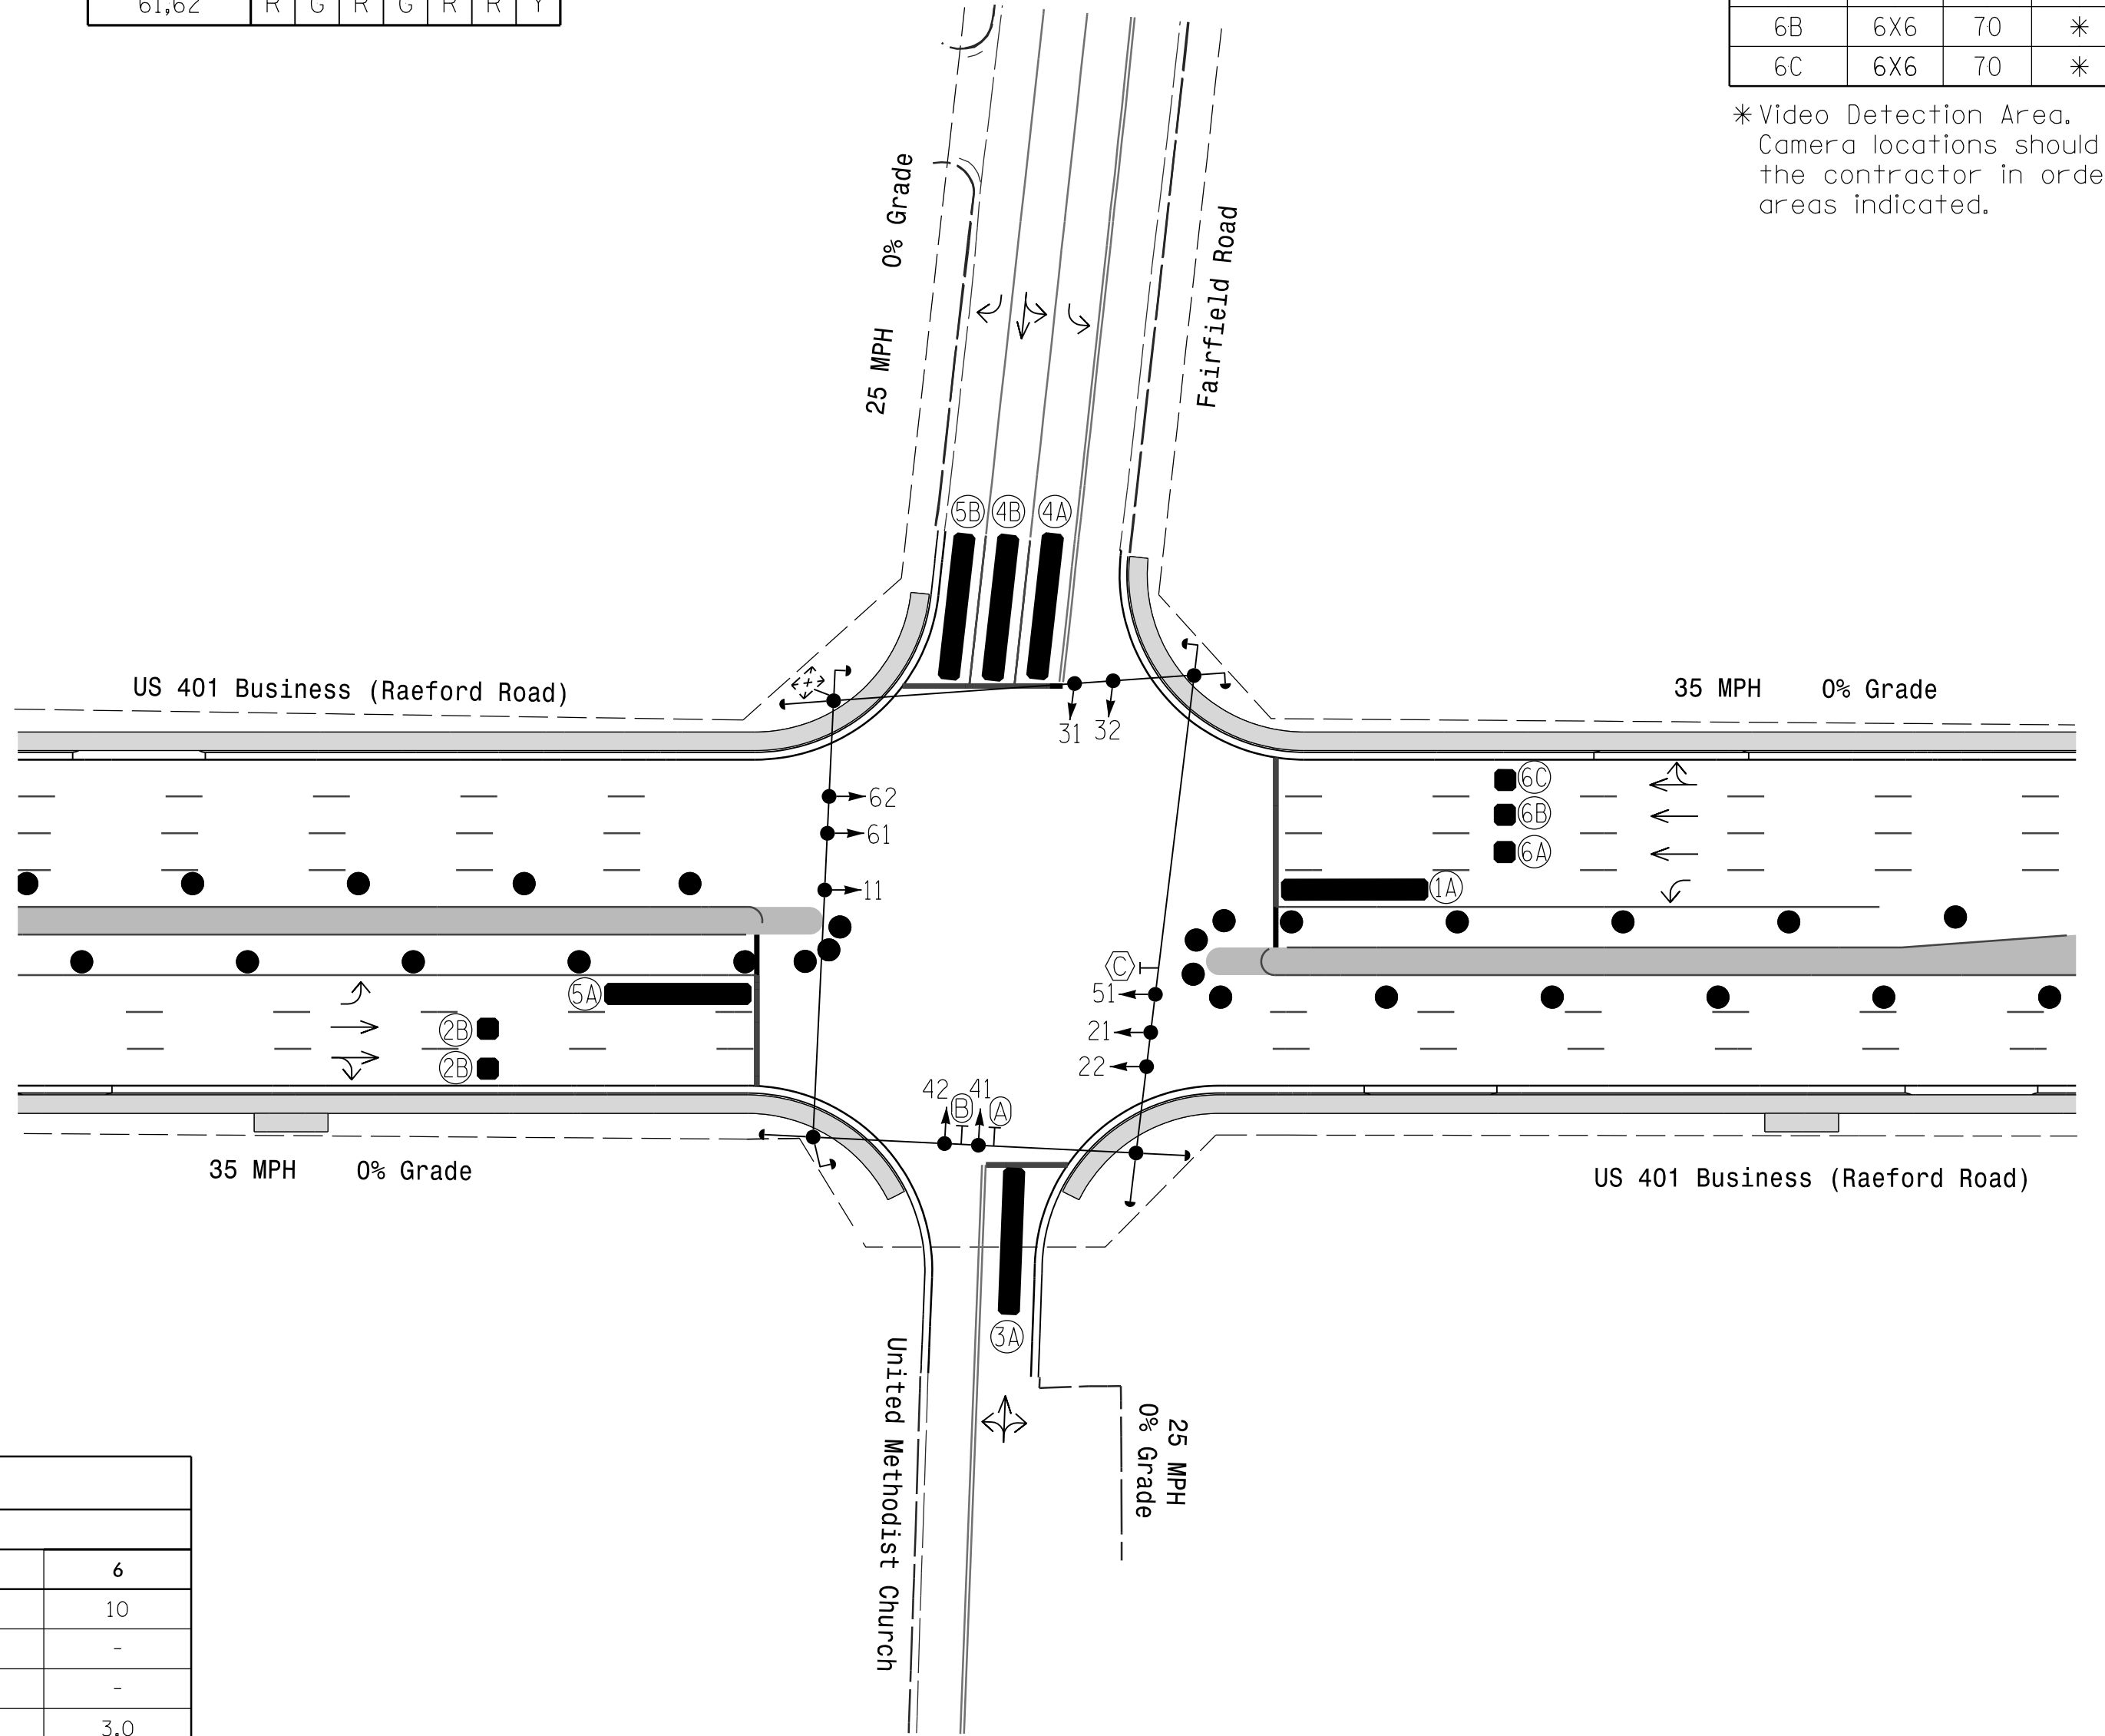 61,62 R G R G R R Y
6B 6X6 70 *
6C 6X6 70 *
* Video Detection Area.
Camera locations should
the contractor in orde
areas indicated.
0% Grade
25 MPH
Fairfield Road
5B 4B 4A
US 401 Business (Raeford Road)
35 MPH 0% Grade
31 32
62
61
11
6C
6B
6A
1A
C
51
21
22
5A
2B
2B
42 41
B A
35 MPH 0% Grade
US 401 Business (Raeford Road)
3A
United Methodist Church
25 MPH
0% Grade
6
10
-
-
3.0